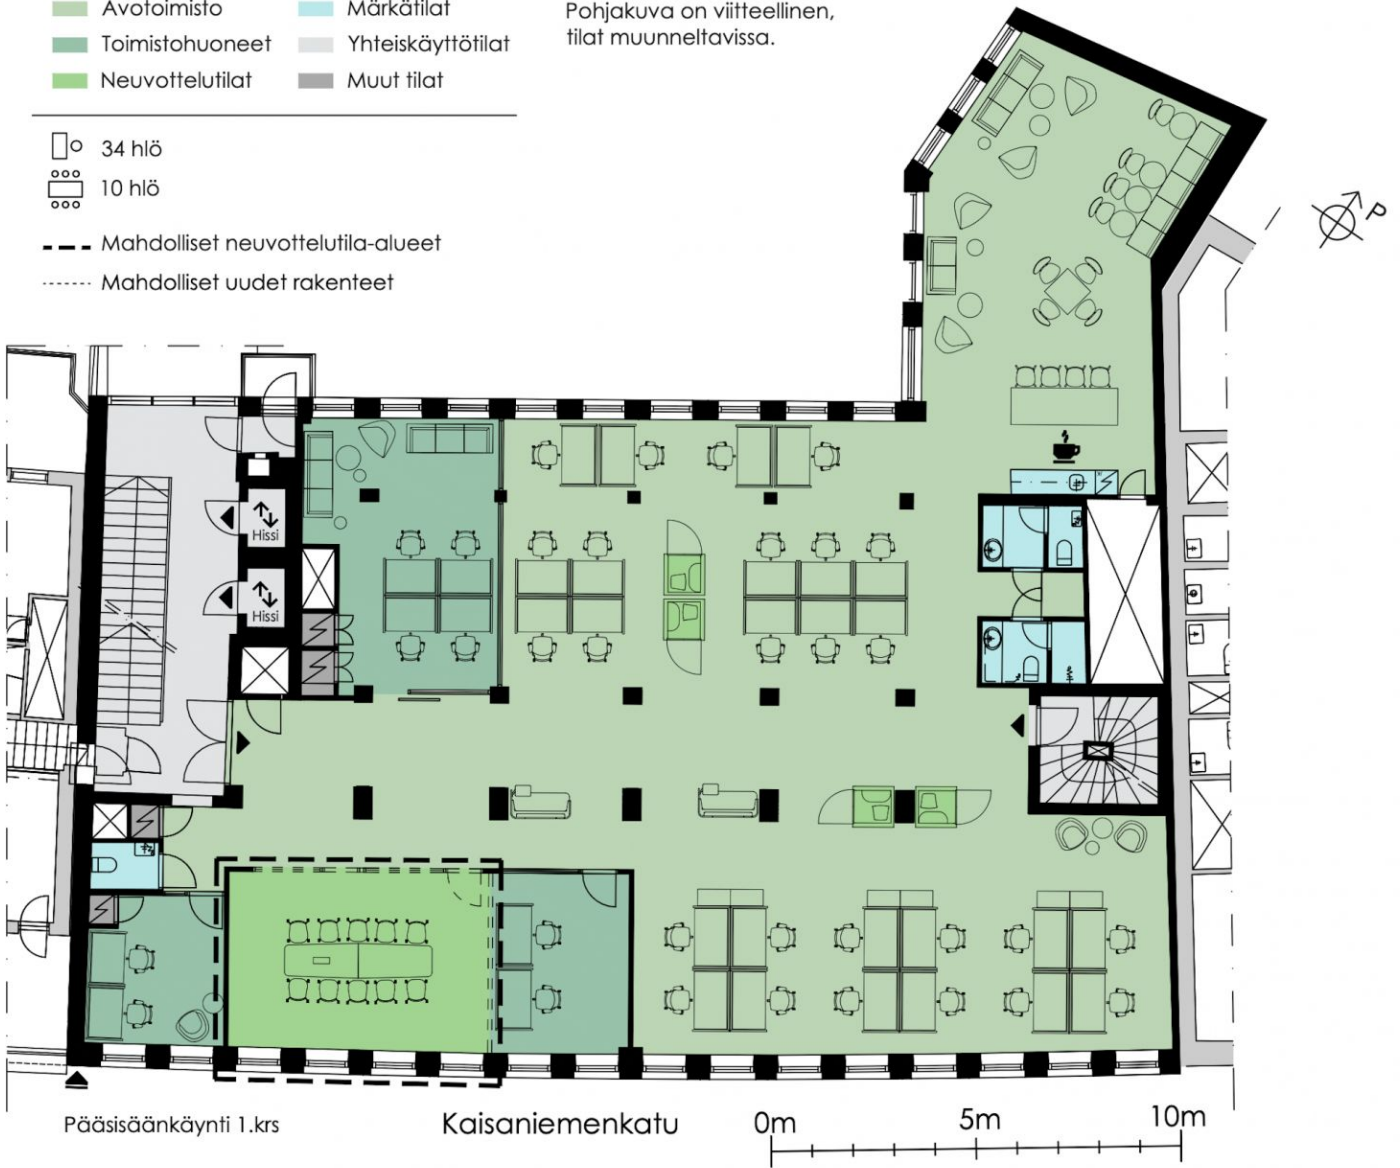 Avotoimisto
Märkätilat
Toimistohuoneet
Yhteiskäyttötilat
Neuvottelutilat
Muut tilat
Pohjakuva on viitteellinen,
tilat muunneltavissa.
34 hlö
10 hlö
Mahdolliset neuvottelutila-alueet
Mahdolliset uudet rakenteet
P
Hissi
Hissi
Pääsisäänkäynti 1.krs
Kaisaniemenkatu
0m
5m
10m